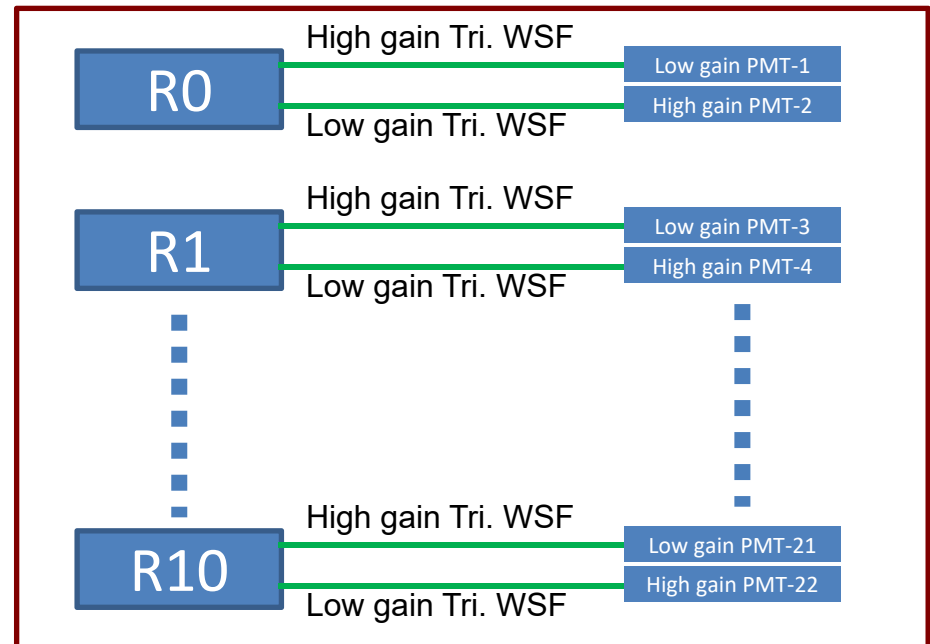 High gain Tri. WSF
R0
Low gain PMT-1
High gain PMT-2
Low gain Tri. WSF
High gain Tri. WSF
R1
Low gain PMT-3
High gain PMT-4
Low gain Tri. WSF
High gain Tri. WSF
R10
Low gain PMT-21
High gain PMT-22
Low gain Tri. WSF